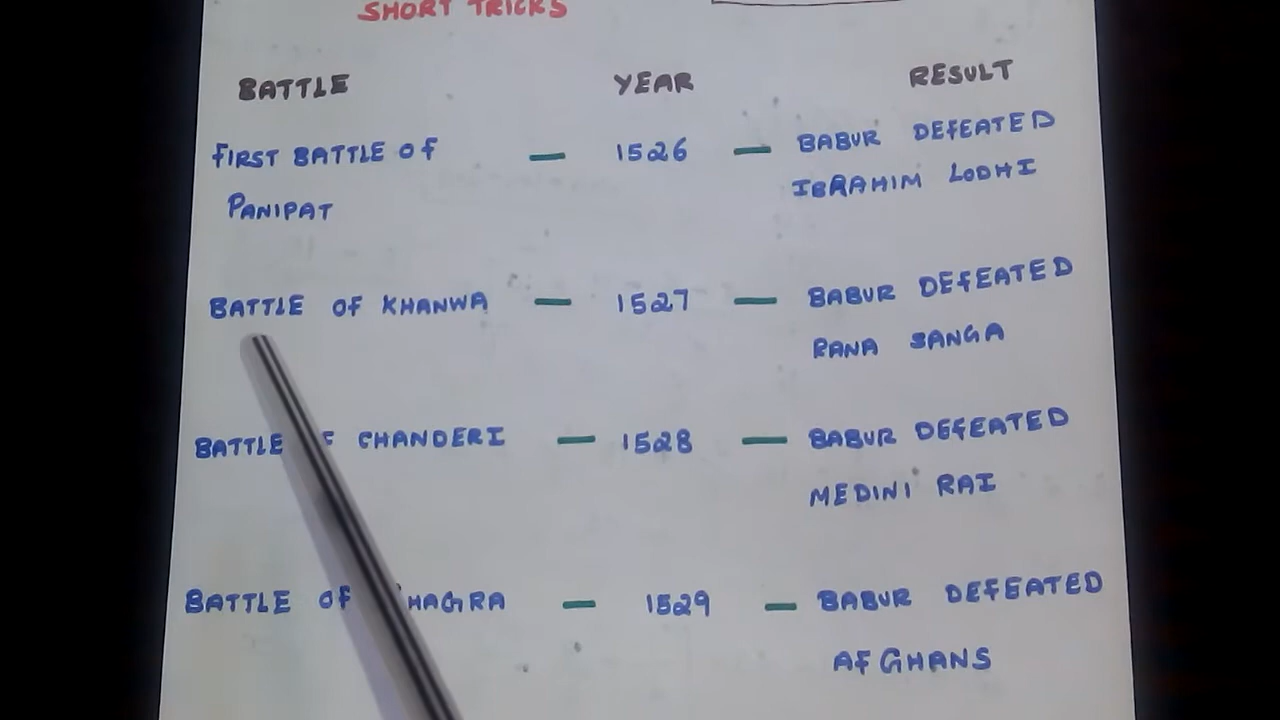 SHORT TRICKS
BATTLE YEAR RESULT
FIRST BATTLE OF — 1526 — BABUR DEFEATED
PANIPAT IBRAHIM LODHI
BATTLE OF KHANWA — 1527 — BABUR DEFEATED
RANA SANGA
BATTLE CHANDERI — 1528 — BABUR DEFEATED
MEDINI RAI
BATTLE OF — 1529 — BABUR DEFEATED
AFGHANS